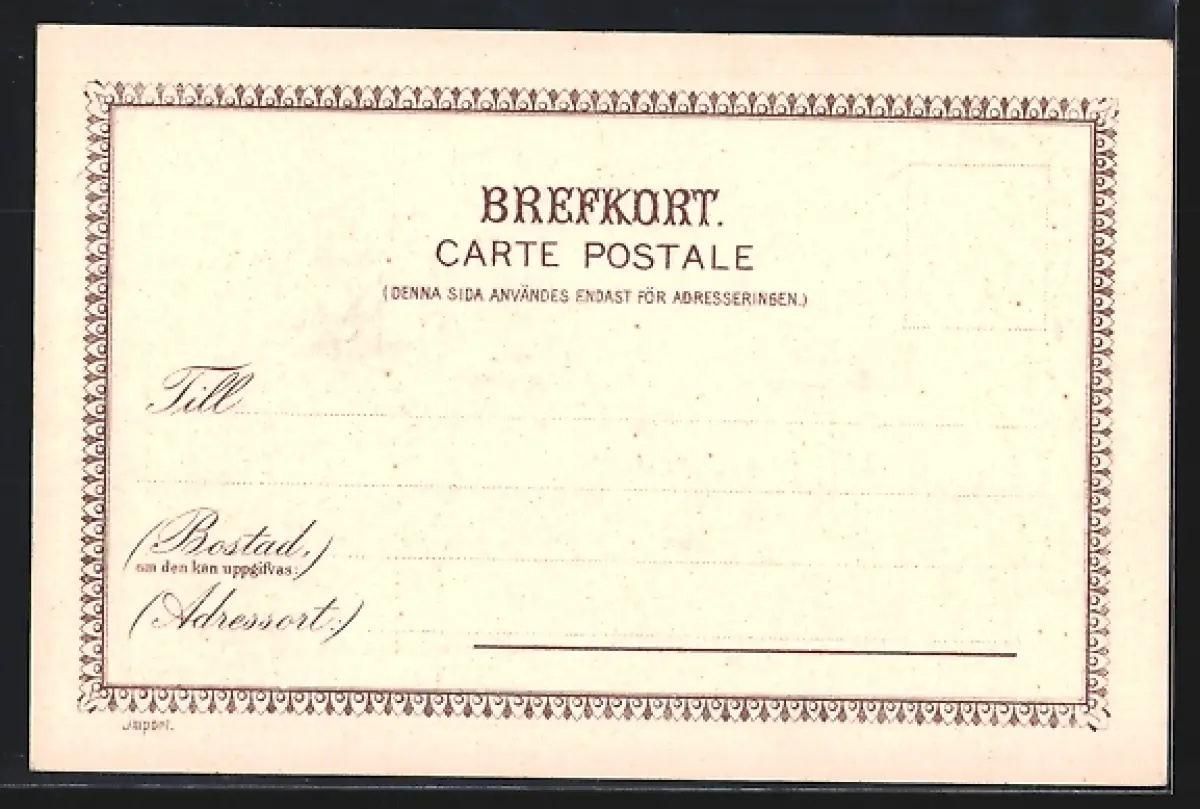 BREFKORT.
CARTE POSTALE
(DENNA SIDA ANVÄNDES ENDAST FÖR ADRESSERINGEN.)
Till
(Bostad,)
om den kan uppgifvas:
(Adressort.)